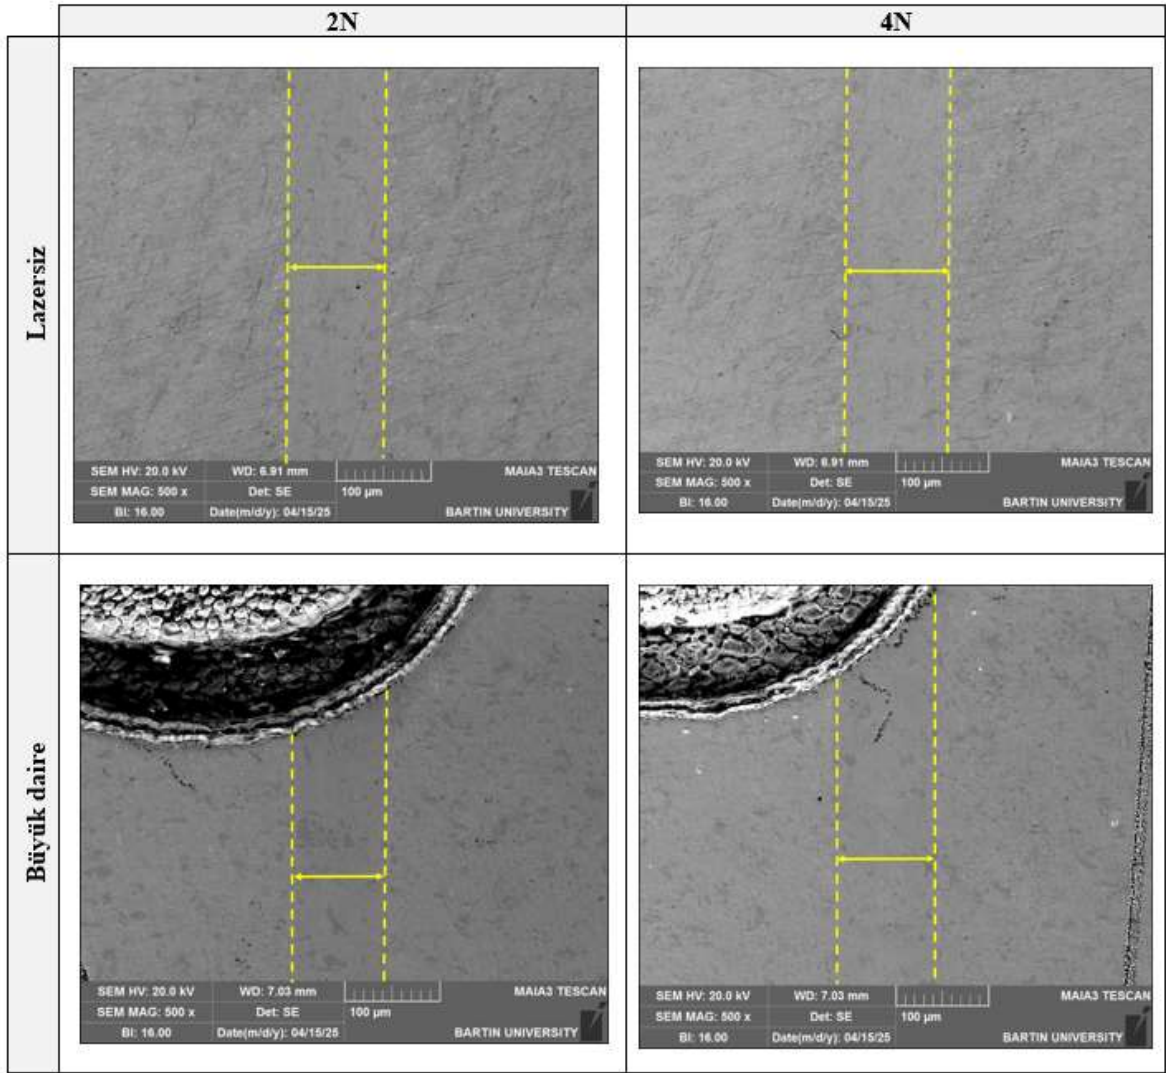 2N 4N
Lazersiz
SEM HV: 20.0 kV WD: 6.91 mm MAIA3 TESCAN
SEM MAG: 500 x Det: SE 100 µm
BI: 16.00 Date(m/d/y): 04/15/25 BARTIN UNIVERSITY
SEM HV: 20.0 kV WD: 6.91 mm MAIA3 TESCAN
SEM MAG: 500 x Det: SE 100 µm
BI: 16.00 Date(m/d/y): 04/15/25 BARTIN UNIVERSITY
Büyük daire
SEM HV: 20.0 kV WD: 7.03 mm MAIA3 TESCAN
SEM MAG: 500 x Det: SE 100 µm
BI: 16.00 Date(m/d/y): 04/15/25 BARTIN UNIVERSITY
SEM HV: 20.0 kV WD: 7.03 mm MAIA3 TESCAN
SEM MAG: 500 x Det: SE 100 µm
BI: 16.00 Date(m/d/y): 04/15/25 BARTIN UNIVERSITY